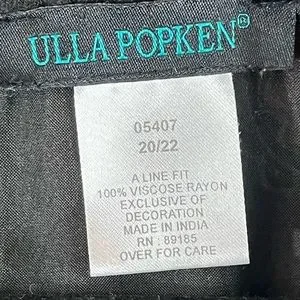 ULLA POPKEN®
05407
20/22
A LINE FIT
100% VISCOSE RAYON
EXCLUSIVE OF
DECORATION
MADE IN INDIA
RN : 89185
OVER FOR CARE